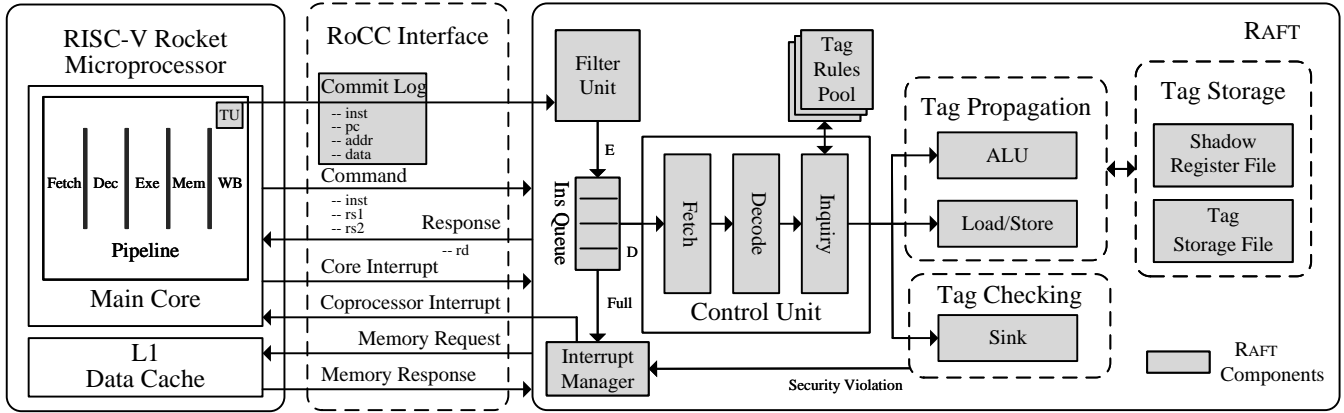 RISC-V Rocket
Microprocessor
TU
Fetch
Dec
Exe
Mem
WB
Pipeline
Main Core
L1
Data Cache
RoCC Interface
Commit Log
-- inst
-- pc
-- addr
-- data
Command
-- inst
-- rs1
-- rs2
Response
-- rd
Core Interrupt
Coprocessor Interrupt
Memory Request
Memory Response
RAFT
Filter
Unit
E
Ins Queue
D
Full
Interrupt
Manager
Fetch
Decode
Inquiry
Control Unit
Tag
Rules
Pool
Tag Propagation
ALU
Load/Store
Tag Checking
Sink
Security Violation
Tag Storage
Shadow
Register File
Tag
Storage File
RAFT
Components